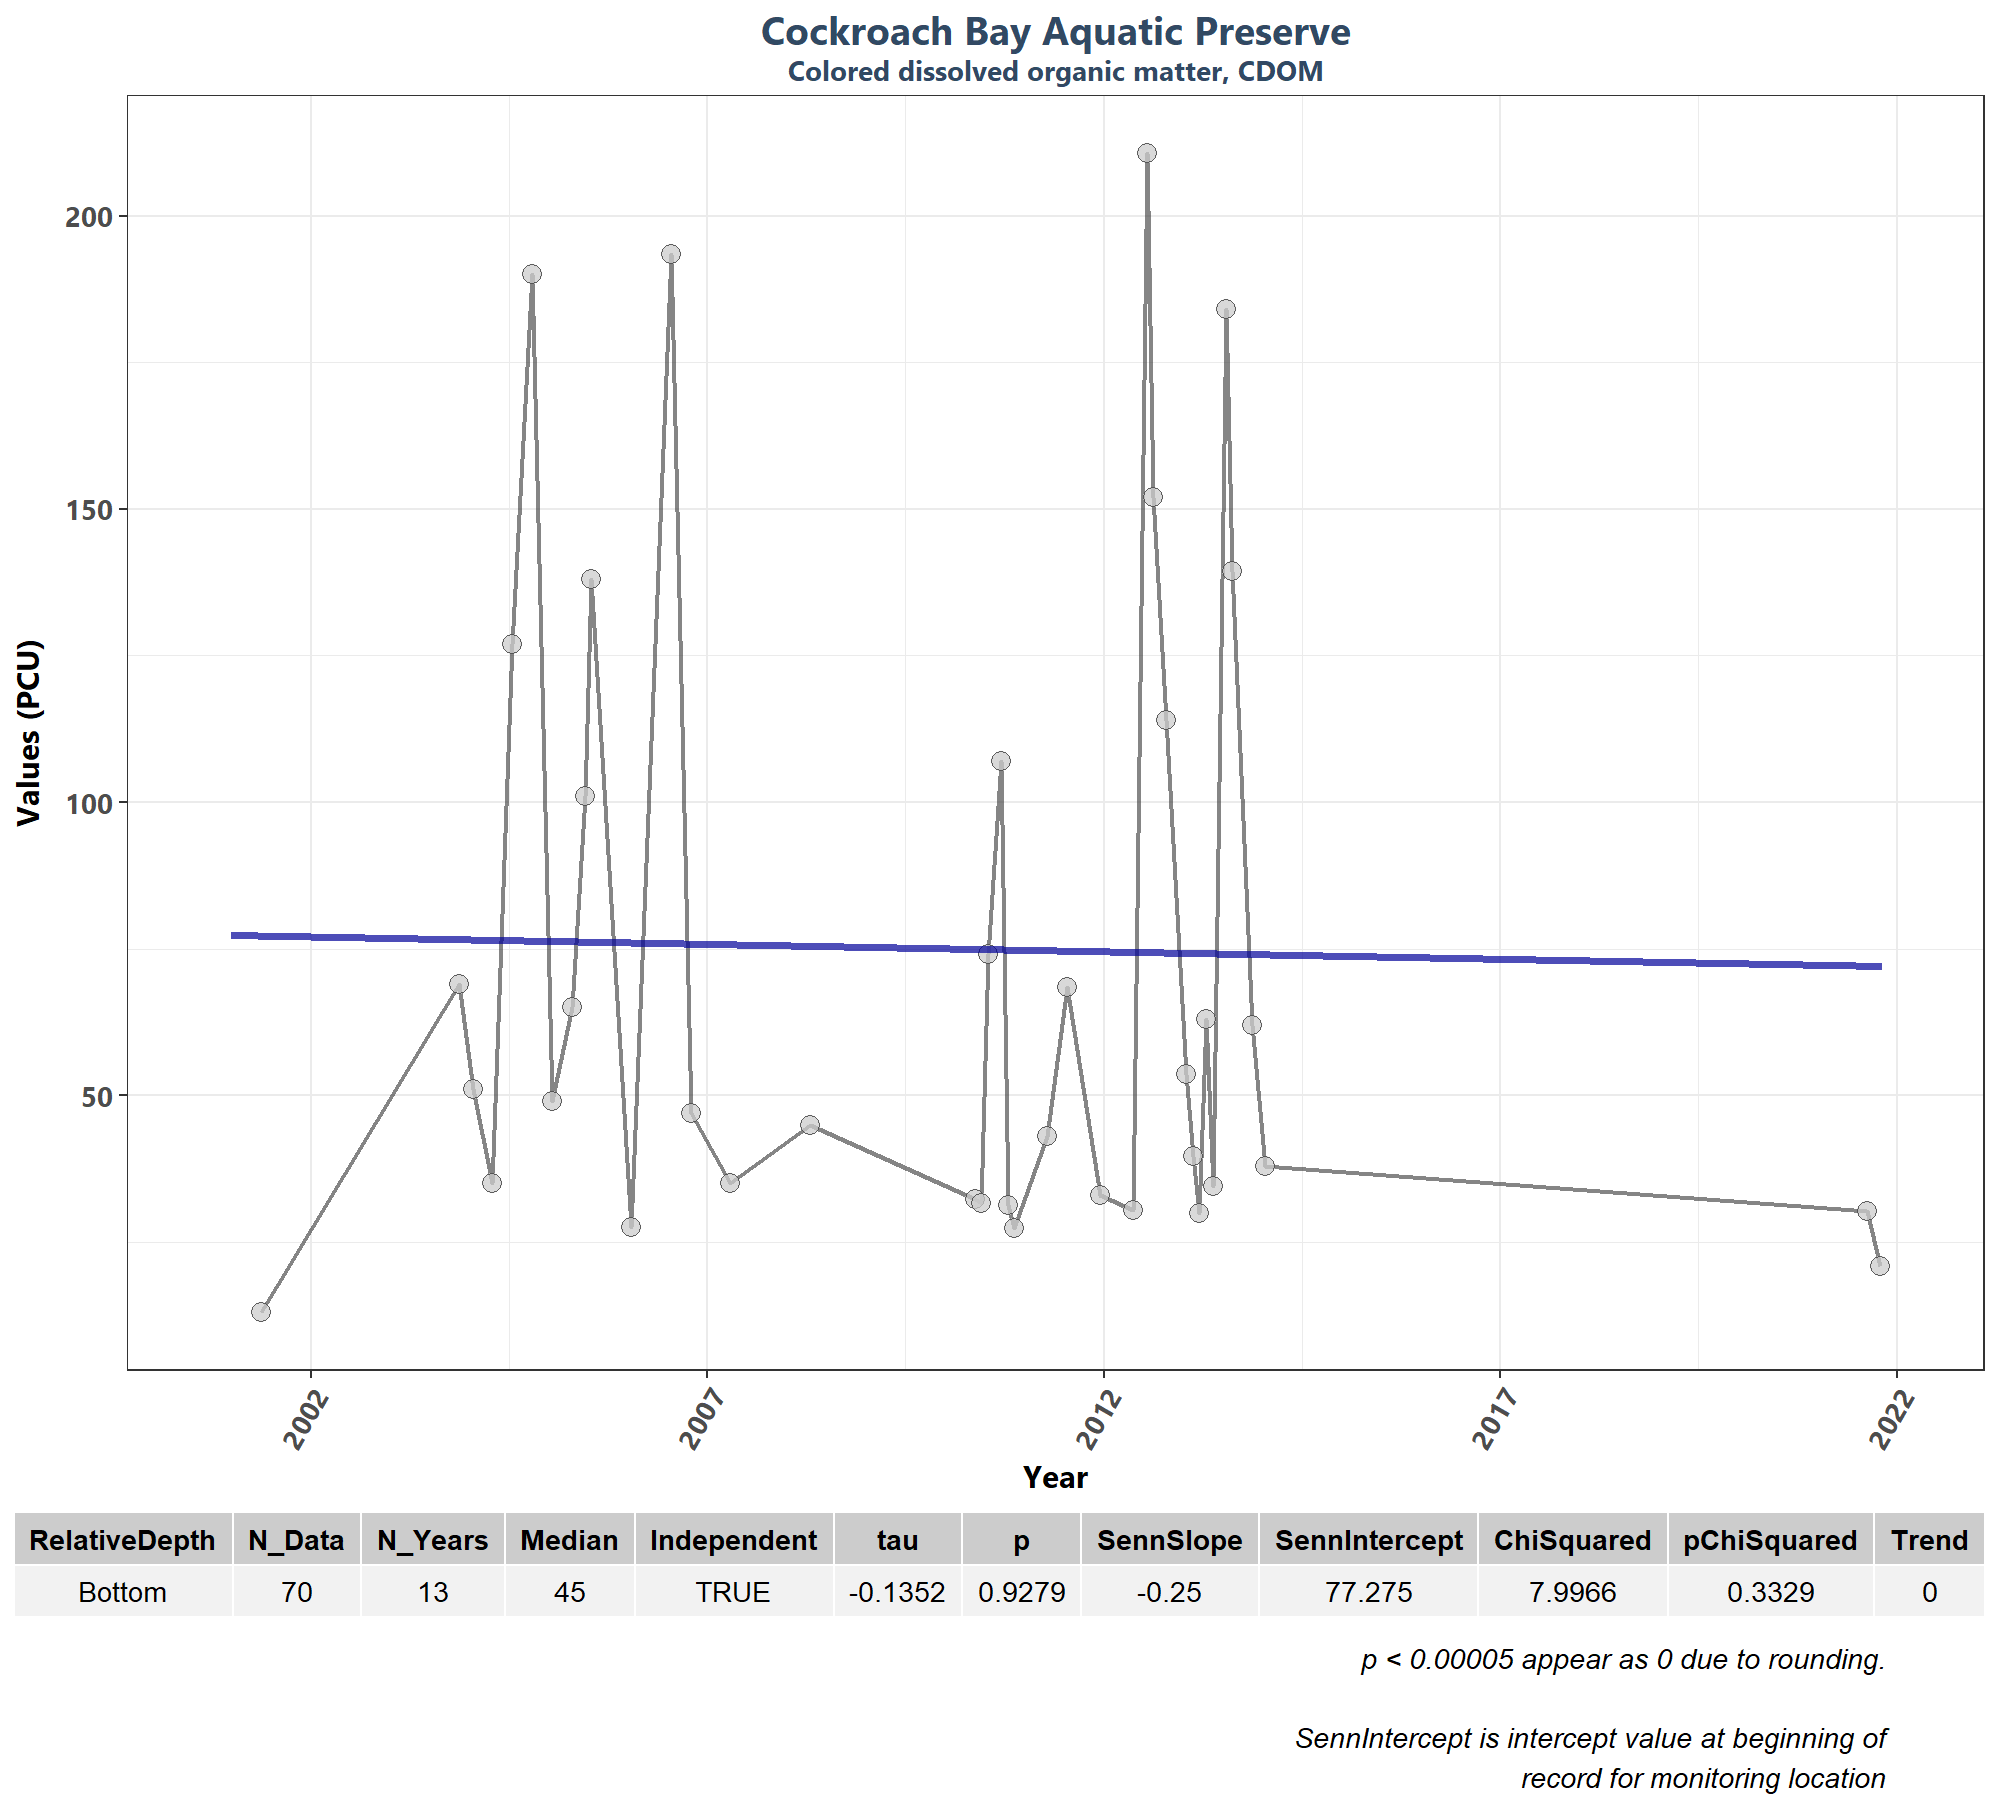 Cockroach Bay Aquatic Preserve
Colored dissolved organic matter, CDOM
Values (PCU)
200
150
100
50
2002 2007 2012 2017 2022
Year
RelativeDepth N_Data N_Years Median Independent tau p SennSlope SennIntercept ChiSquared pChiSquared Trend
Bottom 70 13 45 TRUE -0.1352 0.9279 -0.25 77.275 7.9966 0.3329 0
p < 0.00005 appear as 0 due to rounding.
SennIntercept is intercept value at beginning of
record for monitoring location